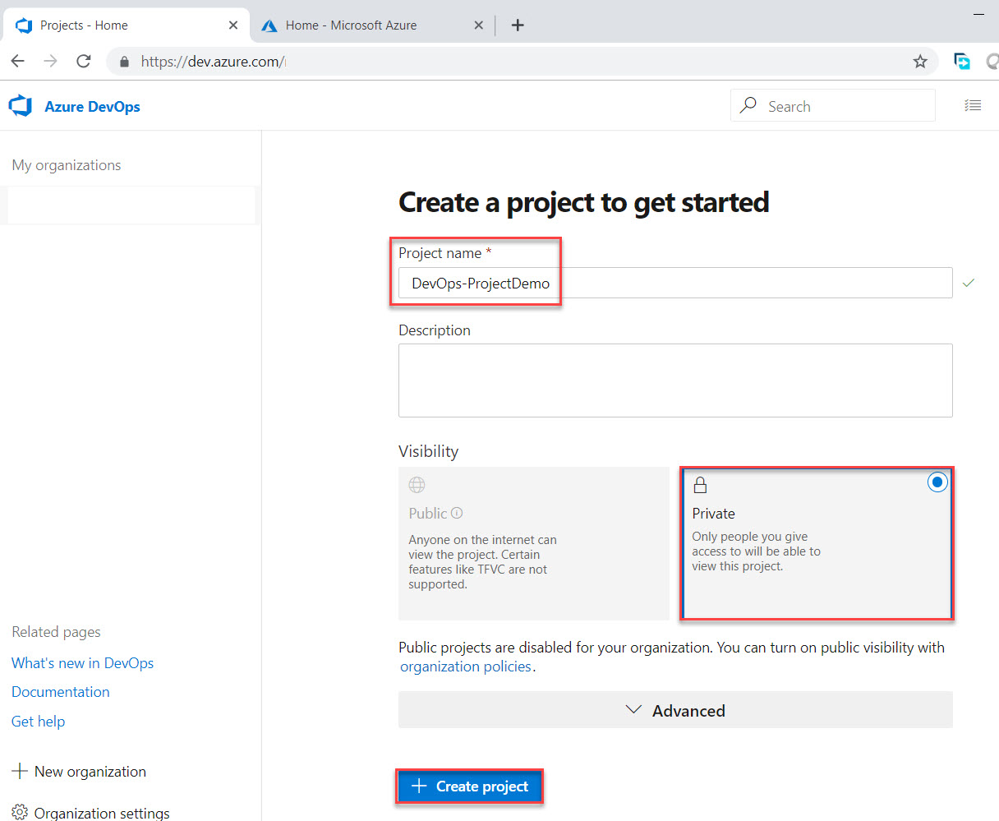 Projects - Home
Home - Microsoft Azure
https://dev.azure.com/
Azure DevOps
Search
My organizations
Create a project to get started
Project name *
DevOps-ProjectDemo
Description
Visibility
Public
Anyone on the internet can
view the project. Certain
features like TFVC are not
supported.
Private
Only people you give
access to will be able to
view this project.
Public projects are disabled for your organization. You can turn on public visibility with
organization policies.
Advanced
Create project
Related pages
What's new in DevOps
Documentation
Get help
New organization
Organization settings